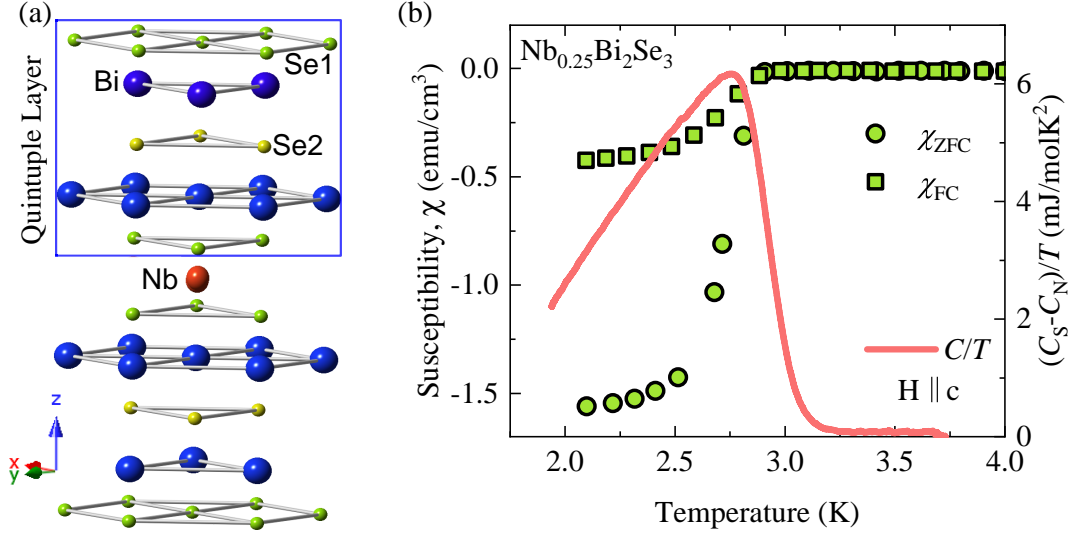 (a)
Quintuple Layer
Se1
Bi
Se2
Nb
z
x
y
(b)
Nb0.25Bi2Se3
0.0
-0.5
-1.0
-1.5
Susceptibility, χ (emu/cm³)
χZFC
χFC
C/T
H || c
6
4
2
0
(CS-CN)/T (mJ/molK²)
2.0 2.5 3.0 3.5 4.0
Temperature (K)